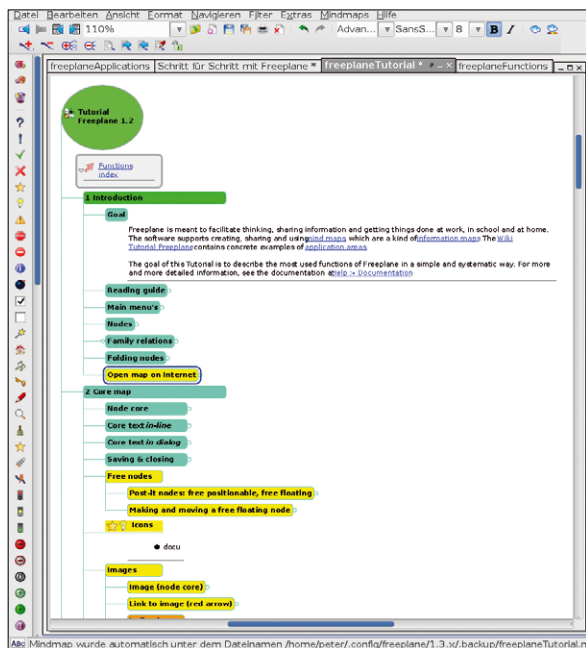 Datei Bearbeiten Ansicht Format Navigieren Filter Extras Mindmaps Hilfe
110% Advan... SansS... 8 B I
freeplaneApplications Schritt für Schritt mit Freeplane * freeplaneTutorial * freeplaneFunctions
Tutorial
Freeplane 1.2
Functions
index
1 Introduction
Goal
Freeplane is meant to facilitate thinking, sharing information and getting things done at work, in school and at home.
The software supports creating, sharing and using mind maps which are a kind of information maps The Wiki
Tutorial Freeplane contains concrete examples of application areas
The goal of this Tutorial is to describe the most used functions of Freeplane in a simple and systematic way. For more
and more detailed information, see the documentation at Help :- Documentation
Reading guide
Main menu's
Nodes
Family relations
Folding nodes
Open map on Internet
2 Core map
Node core
Core text in-line
Core text in dialog
Saving & closing
Free nodes
Post-it nodes: free positionable, free floating
Making and moving a free floating node
Icons
docu
Images
Image (node core)
Link to image (red arrow)
Abc Mindmap wurde automatisch unter dem Dateinamen /home/peter/.config/freeplane/1.3.x/.backup/freeplaneTutorial.m